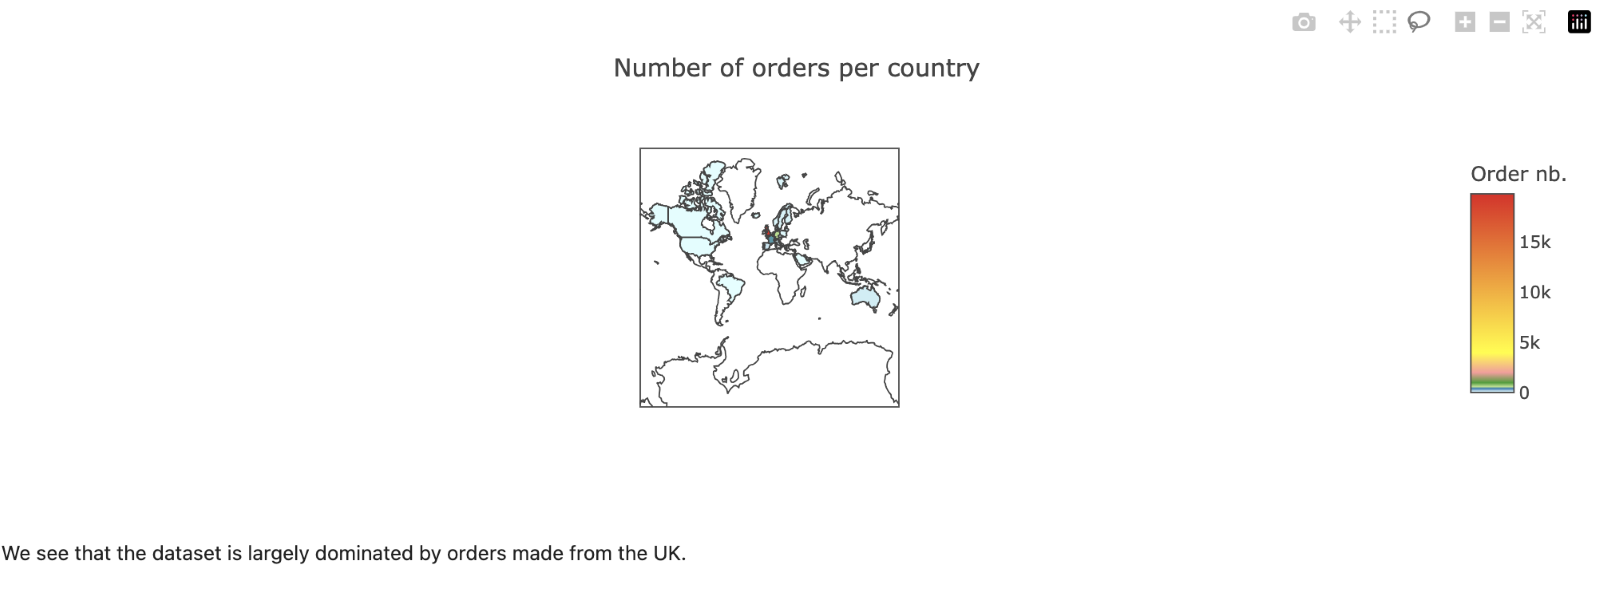 Number of orders per country
Order nb.
15k
10k
5k
0
We see that the dataset is largely dominated by orders made from the UK.